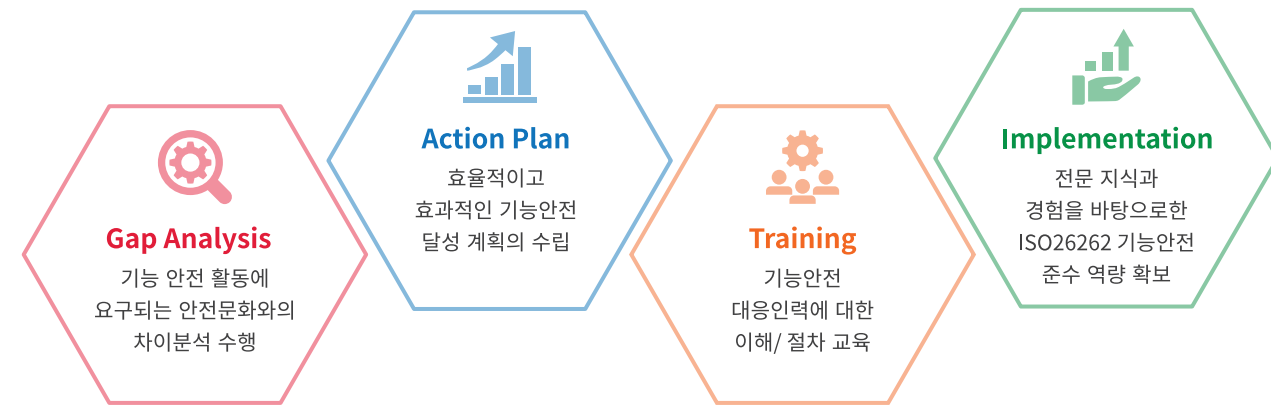 Gap Analysis
기능 안전 활동에
요구되는 안전문화와의
차이분석 수행
Action Plan
효율적이고
효과적인 기능안전
달성 계획의 수립
Training
기능안전
대응인력에 대한
이해/ 절차 교육
Implementation
전문 지식과
경험을 바탕으로한
ISO26262 기능안전
준수 역량 확보